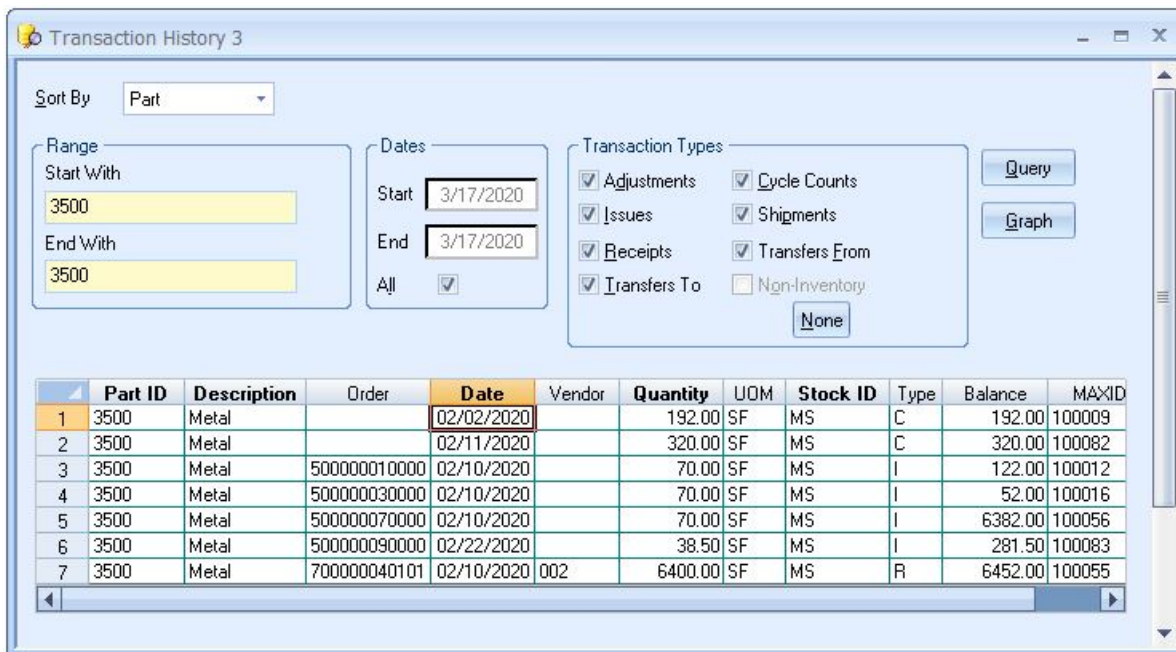 Transaction History 3
Sort By Part
Range
Start With
3500
End With
3500
Dates
Start 3/17/2020
End 3/17/2020
All
Transaction Types
Adjustments Cycle Counts
Issues Shipments
Receipts Transfers From
Transfers To Non-Inventory
None
Query
Graph
Part ID Description Order Date Vendor Quantity UOM Stock ID Type Balance MAXID
1 3500 Metal 02/02/2020 192.00 SF MS C 192.00 100009
2 3500 Metal 02/11/2020 320.00 SF MS C 320.00 100082
3 3500 Metal 500000010000 02/10/2020 70.00 SF MS I 122.00 100012
4 3500 Metal 500000030000 02/10/2020 70.00 SF MS I 52.00 100016
5 3500 Metal 500000070000 02/10/2020 70.00 SF MS I 6382.00 100056
6 3500 Metal 500000090000 02/22/2020 38.50 SF MS I 281.50 100083
7 3500 Metal 700000040101 02/10/2020 002 6400.00 SF MS R 6452.00 100055